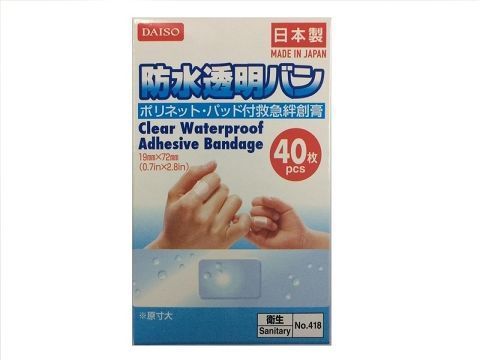 DAISO
日本製
MADE IN JAPAN
防水透明バン
ポリネット・パッド付救急絆創膏
Clear Waterproof
Adhesive Bandage
19mm×72mm
(0.7in×2.8in)
40枚
pcs
※原寸大
衛生
Sanitary
No.418